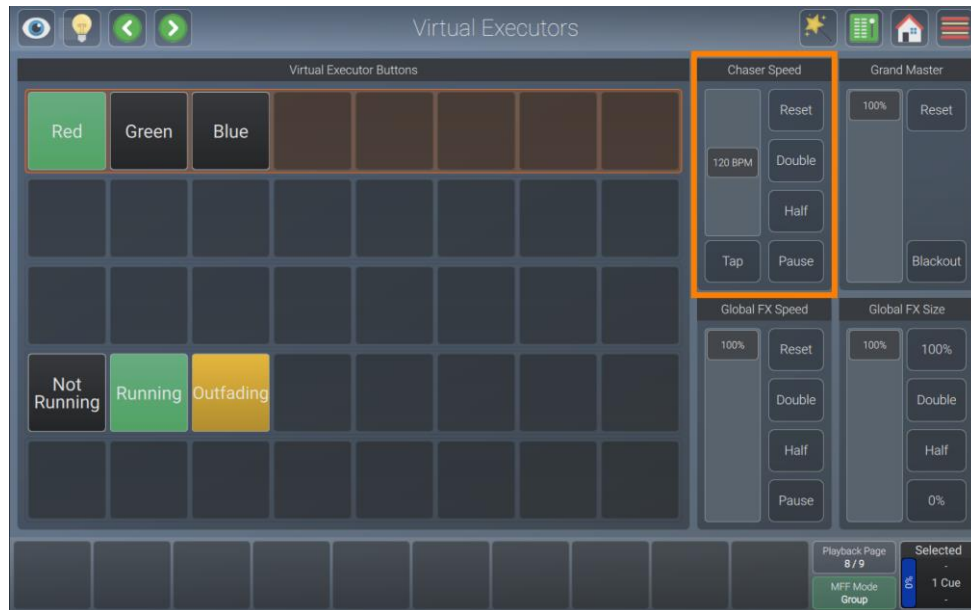 Virtual Executors
Virtual Executor Buttons
Chaser Speed
Grand Master
Red
Green
Blue
120 BPM
Reset
Double
Half
Tap
Pause
100%
Reset
Blackout
Global FX Speed
Global FX Size
Not
Running
Running
Outfading
100%
Reset
Double
Half
Pause
100%
100%
Double
Half
0%
Playback Page
8 / 9
MFF Mode
Group
0%
Selected
-
1 Cue
-